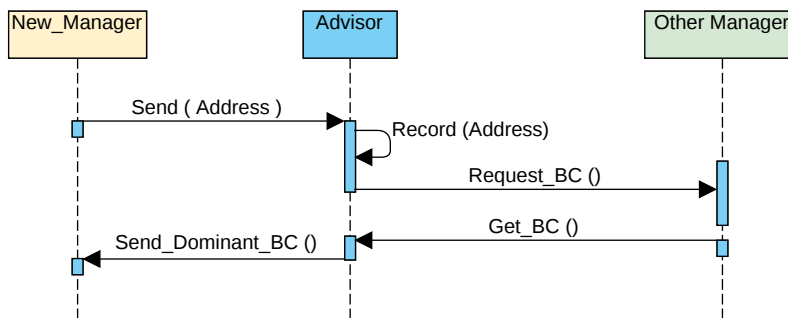 New_Manager
Advisor
Other Manager
Send ( Address )
Record (Address)
Request_BC ()
Get_BC ()
Send_Dominant_BC ()